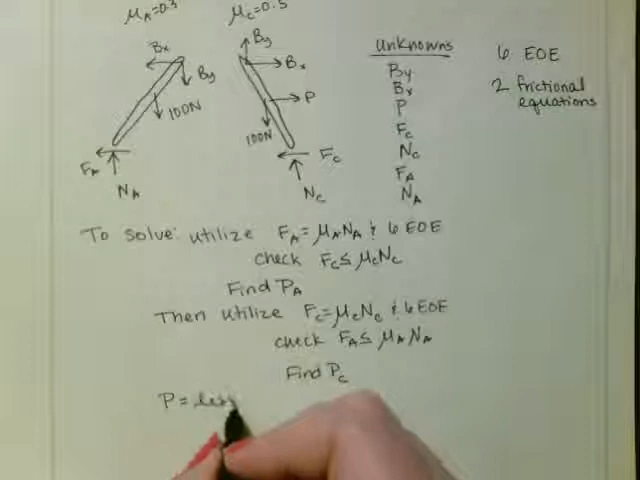 μA=0.3 μC=0.5
Bx
By
100N
FA
NA
By
Bx
P
100N
FC
NC
Unknowns
By
Bx
P
FC
NC
FA
NA
6 EOE
2 frictional
equations
To solve: utilize FA=μANA & 6 EOE
check FC≤μCNC
Find PA
Then utilize FC=μCNC & 6 EOE
check FA≤μANA
Find PC
P=